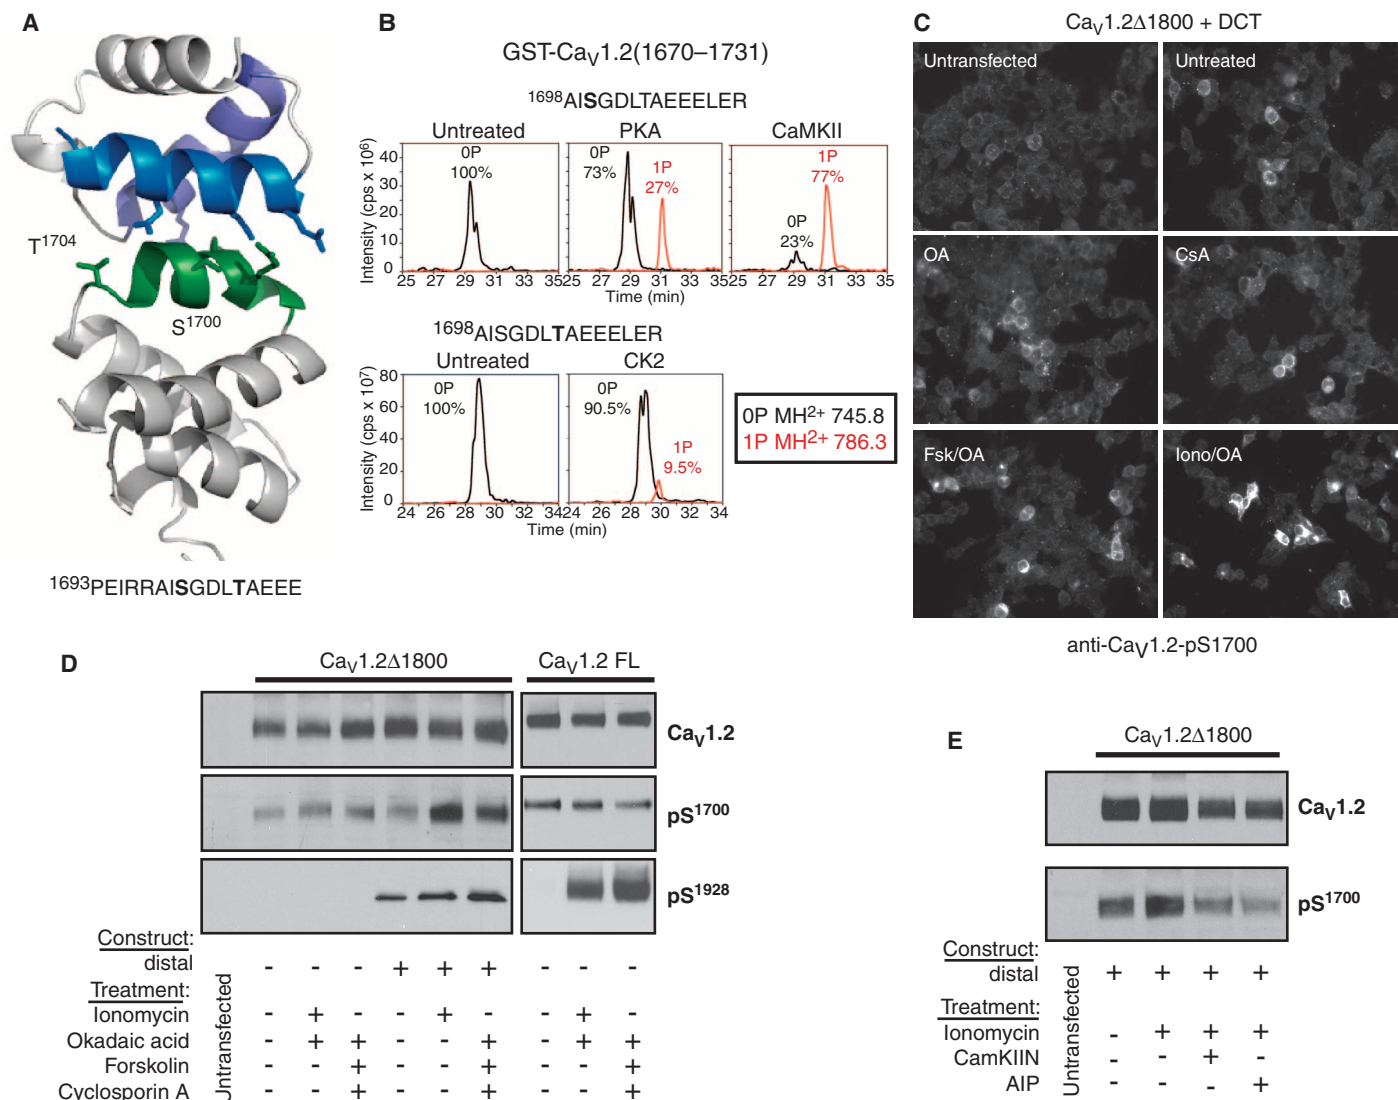 A
T1704
S1700
1693PEIRRAISGDLTAEEE
B
GST-CaV1.2(1670–1731)
1698AISGDLTAEEELER
Untreated PKA CaMKII
Intensity (cps x 10^6)
40
30
20
10
0
0P
100%
0P
73%
1P
27%
1P
77%
0P
23%
25 27 29 31 33 35
25 27 29 31 33 35
25 27 29 31 33 35
Time (min)
1698AISGDLTAEEELER
Untreated CK2
Intensity (cps x 10^7)
80
60
40
20
0
0P
100%
0P
90.5%
1P
9.5%
24 26 28 30 32 34
24 26 28 30 32 34
Time (min)
0P MH2+ 745.8
1P MH2+ 786.3
C
CaV1.2Δ1800 + DCT
Untransfected Untreated
OA CsA
Fsk/OA Iono/OA
anti-CaV1.2-pS1700
D
CaV1.2Δ1800 CaV1.2 FL
CaV1.2
pS1700
pS1928
Construct:
distal - - - + + + - - -
Treatment:
Ionomycin - + - - + - - + -
Okadaic acid - + + - - + - + +
Forskolin - - + - - + - - +
Cyclosporin A - - + - - + - - +
Untransfected
E
CaV1.2Δ1800
CaV1.2
pS1700
Construct:
distal + + + +
Treatment:
Ionomycin - + + +
CamKIIN - - + -
AIP - - - +
Untransfected